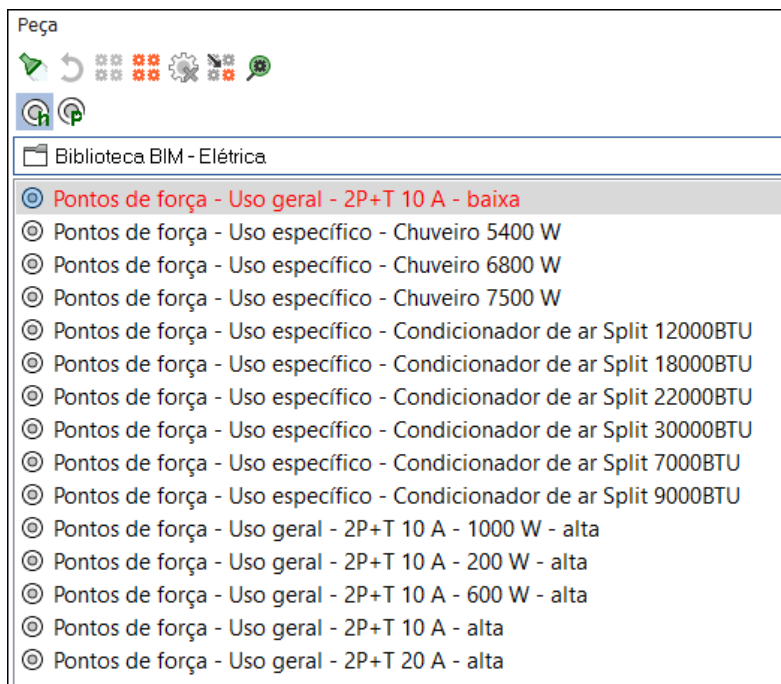 Peça
h p
Biblioteca BIM - Elétrica
Pontos de força - Uso geral - 2P+T 10 A - baixa
Pontos de força - Uso específico - Chuveiro 5400 W
Pontos de força - Uso específico - Chuveiro 6800 W
Pontos de força - Uso específico - Chuveiro 7500 W
Pontos de força - Uso específico - Condicionador de ar Split 12000BTU
Pontos de força - Uso específico - Condicionador de ar Split 18000BTU
Pontos de força - Uso específico - Condicionador de ar Split 22000BTU
Pontos de força - Uso específico - Condicionador de ar Split 30000BTU
Pontos de força - Uso específico - Condicionador de ar Split 7000BTU
Pontos de força - Uso específico - Condicionador de ar Split 9000BTU
Pontos de força - Uso geral - 2P+T 10 A - 1000 W - alta
Pontos de força - Uso geral - 2P+T 10 A - 200 W - alta
Pontos de força - Uso geral - 2P+T 10 A - 600 W - alta
Pontos de força - Uso geral - 2P+T 10 A - alta
Pontos de força - Uso geral - 2P+T 20 A - alta